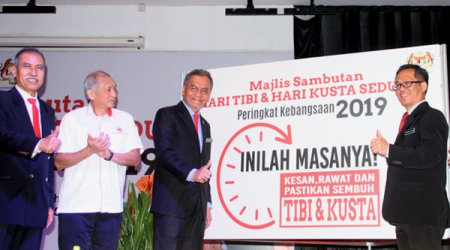 Majlis Sambutan
HARI TIBI & HARI KUSTA SEDU
Peringkat Kebangsaan 2019
INILAH MASANYA!
KESAN, RAWAT DAN
PASTIKAN SEMBUH
TIBI & KUSTA